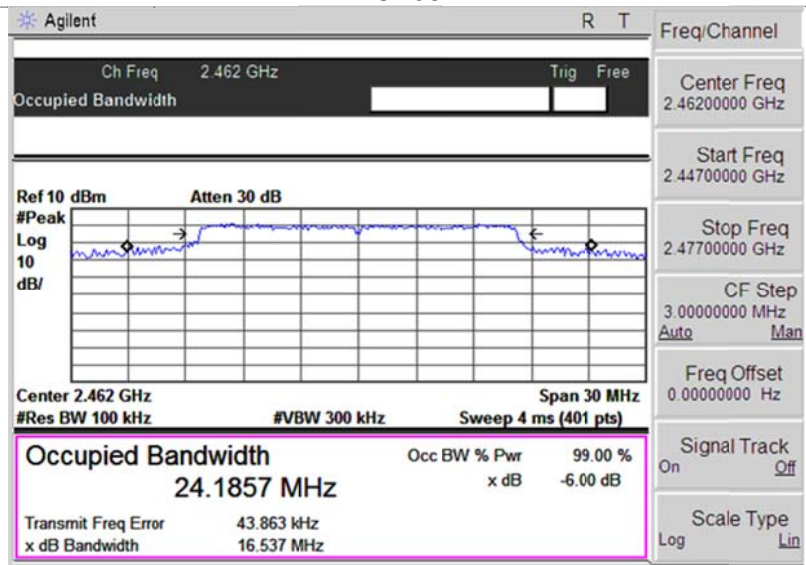 Agilent R T
Ch Freq 2.462 GHz Trig Free
Occupied Bandwidth
Ref 10 dBm Atten 30 dB
#Peak
Log
10
dB/
Center 2.462 GHz Span 30 MHz
#Res BW 100 kHz #VBW 300 kHz Sweep 4 ms (401 pts)
Occupied Bandwidth Occ BW % Pwr 99.00 %
24.1857 MHz x dB -6.00 dB
Transmit Freq Error 43.863 kHz
x dB Bandwidth 16.537 MHz
Freq/Channel
Center Freq
2.46200000 GHz
Start Freq
2.44700000 GHz
Stop Freq
2.47700000 GHz
CF Step
3.00000000 MHz
Auto Man
Freq Offset
0.00000000 Hz
Signal Track
On Off
Scale Type
Log Lin